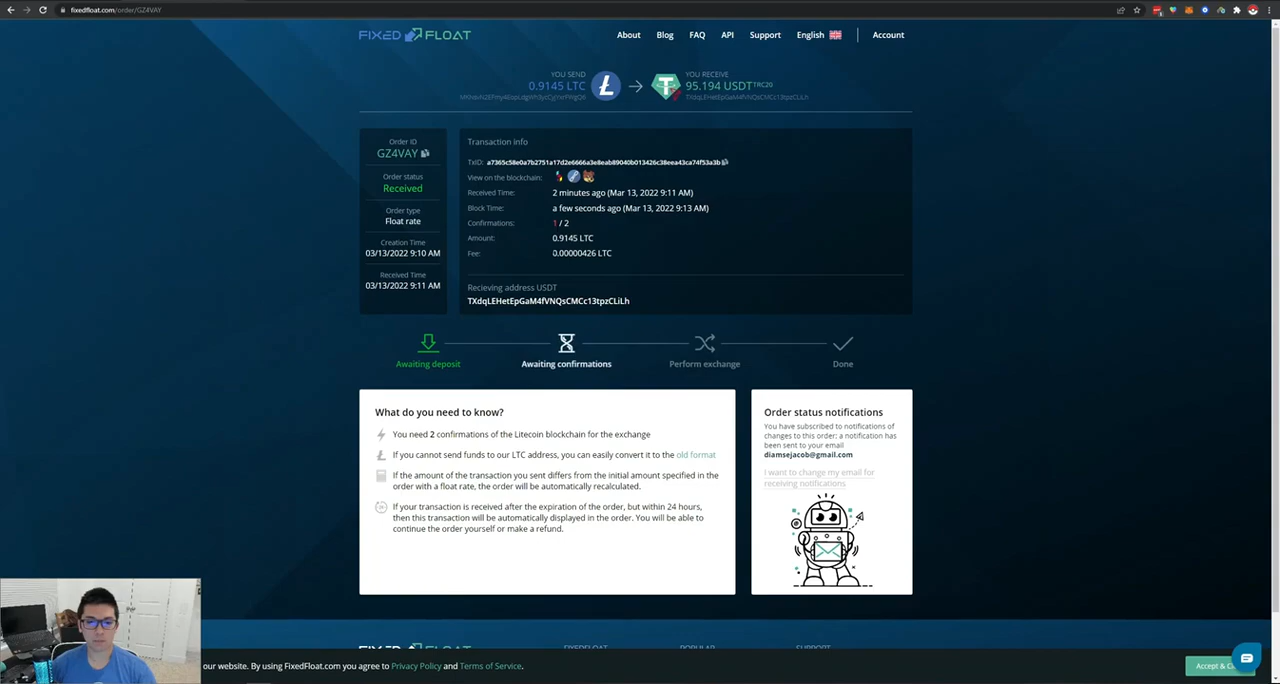 fixedfloat.com/order/GZ4VAY
FIXED FLOAT
About Blog FAQ API Support English Account
YOU SEND
0.9145 LTC
YOU RECEIVE
95.194 USDT TRC20
TXdqLEHetEpGaM4fVNQsCMCc13tpzCLiLh
Order ID
GZ4VAY
Order status
Received
Order type
Float rate
Creation Time
03/13/2022 9:10 AM
Received Time
03/13/2022 9:11 AM
Transaction info
TxID: a7365c58e0a7b2751a17d2e6666a3e8eab89040b013426c38eea43ca74f53a3b
View on the blockchain:
Received Time: 2 minutes ago (Mar 13, 2022 9:11 AM)
Block Time: a few seconds ago (Mar 13, 2022 9:13 AM)
Confirmations: 1 / 2
Amount: 0.9145 LTC
Fee: 0.00000426 LTC
Recieving address USDT
TXdqLEHetEpGaM4fVNQsCMCc13tpzCLiLh
Awaiting deposit
Awaiting confirmations
Perform exchange
Done
What do you need to know?
You need 2 confirmations of the Litecoin blockchain for the exchange
If you cannot send funds to our LTC address, you can easily convert it to the old format
If the amount of the transaction you sent differs from the initial amount specified in the
order with a float rate, the order will be automatically recalculated.
If your transaction is received after the expiration of the order, but within 24 hours,
then this transaction will be automatically displayed in the order. You will be able to
continue the order yourself or make a refund.
Order status notifications
You have subscribed to notifications of
changes to this order; a notification has
been sent to your email
diamsejacob@gmail.com
I want to change my email for
receiving notifications
our website. By using FixedFloat.com you agree to Privacy Policy and Terms of Service.
Accept &